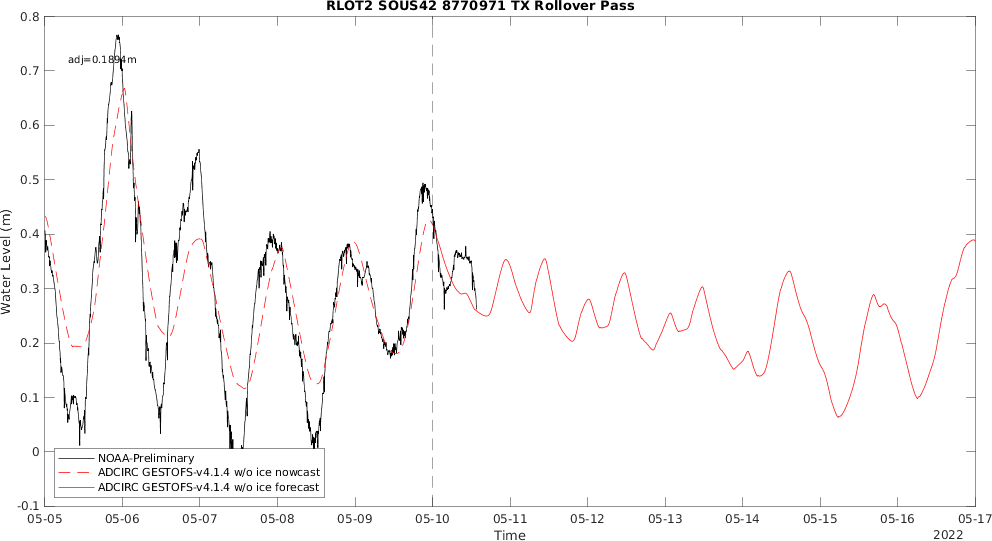 RLOT2 SOUS42 8770971 TX Rollover Pass
0.8
adj=0.1894m
0.7
0.6
0.5
0.4
0.3
0.2
0.1
0
-0.1
Water Level (m)
NOAA-Preliminary
ADCIRC GESTOFS-v4.1.4 w/o ice nowcast
ADCIRC GESTOFS-v4.1.4 w/o ice forecast
05-05 05-06 05-07 05-08 05-09 05-10 05-11 05-12 05-13 05-14 05-15 05-16 05-17
Time
2022